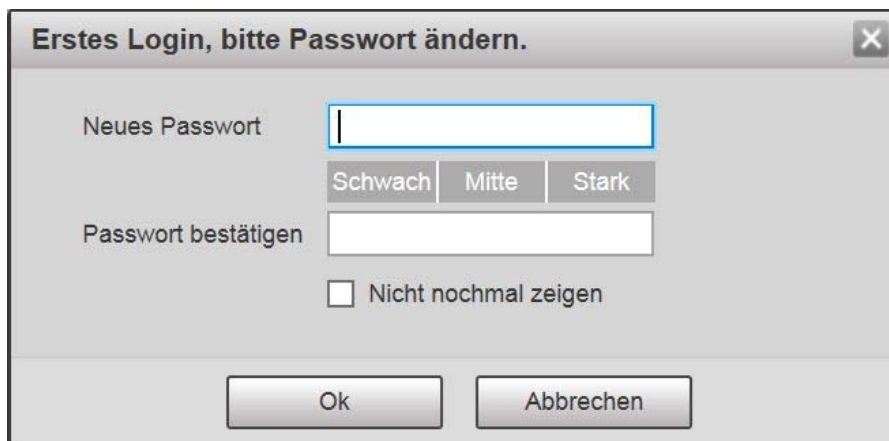 Erstes Login, bitte Passwort ändern.
Neues Passwort
Schwach Mitte Stark
Passwort bestätigen
Nicht nochmal zeigen
Ok Abbrechen